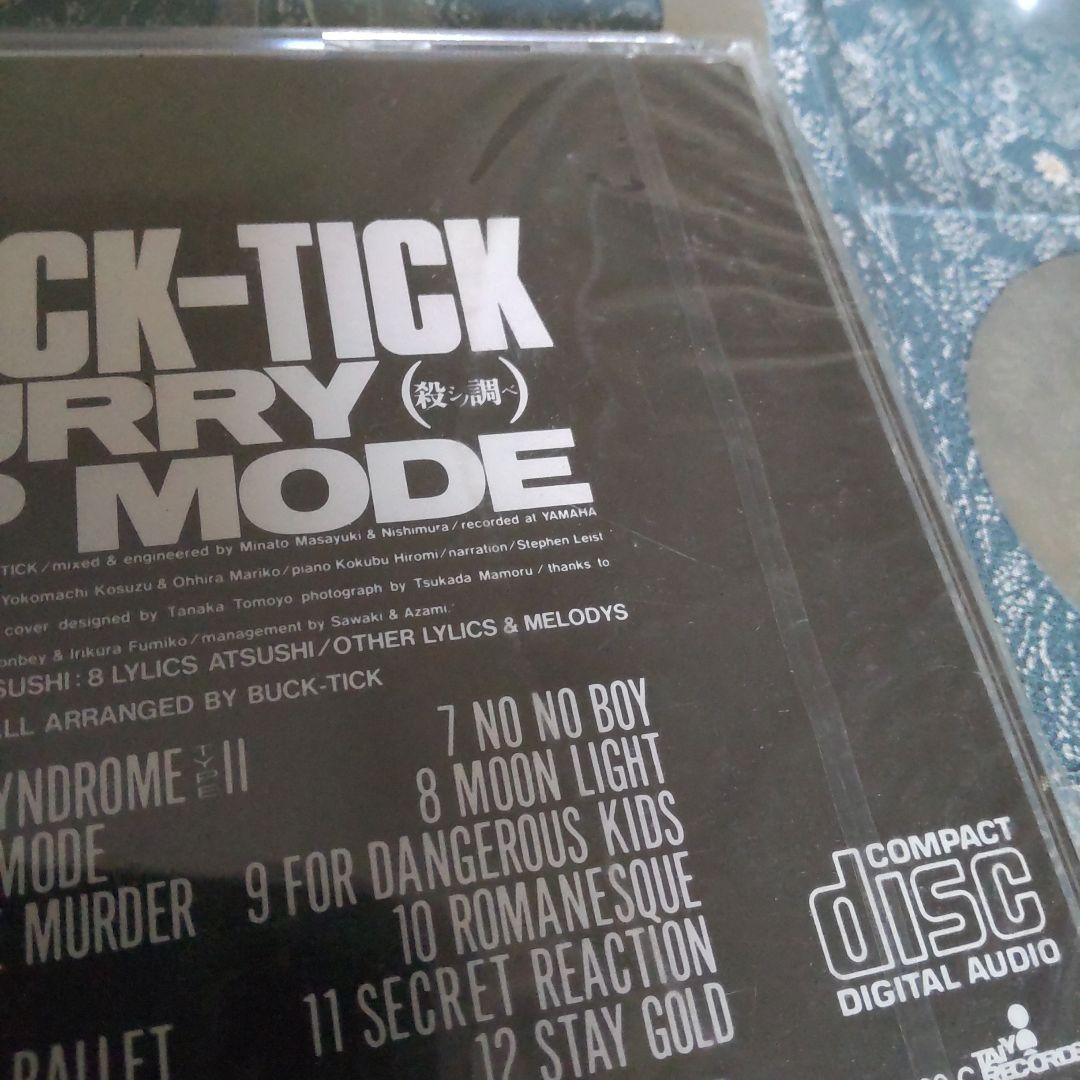 CK-TICK
URRY (殺シノ調ベ)
P MODE
TICK/mixed & engineered by Minato Masayuki & Nishimura/recorded at YAMAHA
Yokomachi Kosuzu & Ohhira Mariko/piano Kokubu Hiromi/narration/Stephen Leist
cover designed by Tanaka Tomoyo photograph by Tsukada Mamoru/thanks to
onbey & Irikura Fumiko/management by Sawaki & Azami.
SUSHI: 8 LYLICS ATSUSHI/OTHER LYLICS & MELODYS
LL ARRANGED BY BUCK-TICK
YNDROME TYPE II
MODE
MURDER
BALLET
7 NO NO BOY
8 MOON LIGHT
9 FOR DANGEROUS KIDS
10 ROMANESQUE
11 SECRET REACTION
12 STAY GOLD
COMPACT
disc
DIGITAL AUDIO
TAIYO
RECORDS